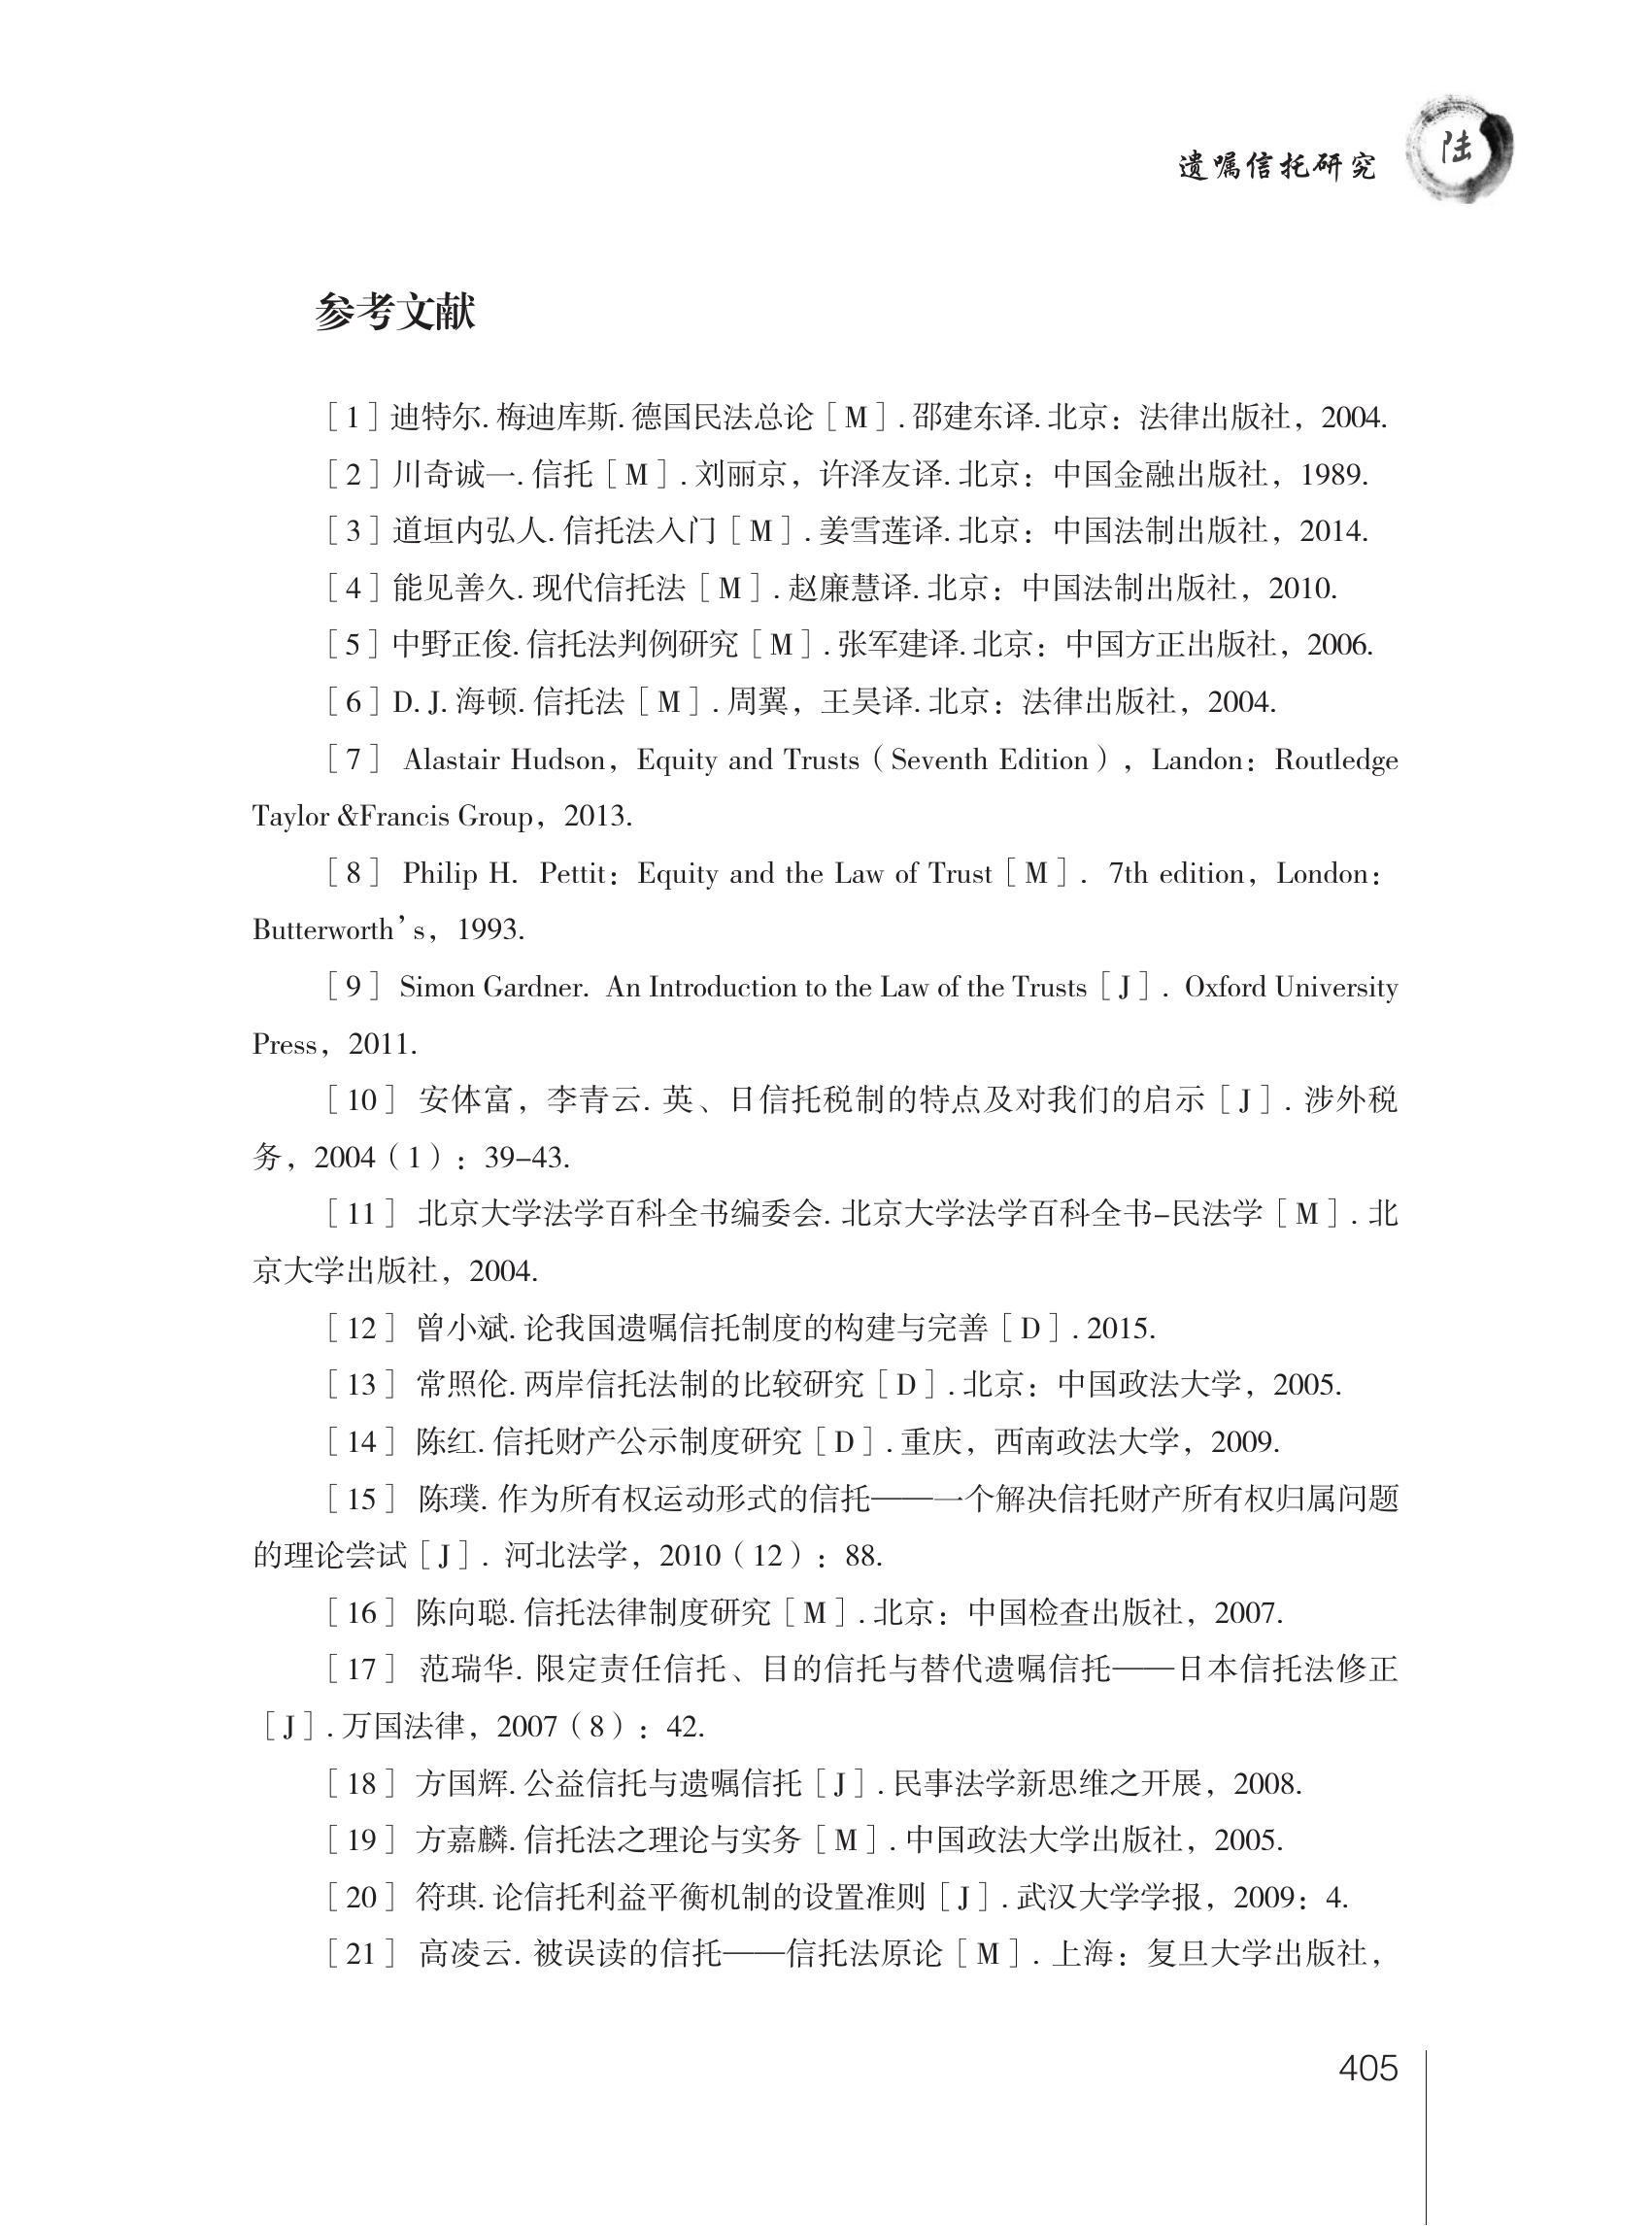 遗嘱信托研究
陆
参考文献
［1］迪特尔. 梅迪库斯. 德国民法总论［M］. 邵建东译. 北京：法律出版社，2004.
［2］川奇诚一. 信托［M］. 刘丽京，许泽友译. 北京：中国金融出版社，1989.
［3］道垣内弘人. 信托法入门［M］. 姜雪莲译. 北京：中国法制出版社，2014.
［4］能见善久. 现代信托法［M］. 赵廉慧译. 北京：中国法制出版社，2010.
［5］中野正俊. 信托法判例研究［M］. 张军建译. 北京：中国方正出版社，2006.
［6］D. J. 海顿. 信托法［M］. 周翼，王昊译. 北京：法律出版社，2004.
［7］ Alastair Hudson，Equity and Trusts（Seventh Edition），Landon：Routledge
Taylor &Francis Group，2013.
［8］ Philip H. Pettit：Equity and the Law of Trust［M］. 7th edition，London：
Butterworth’s，1993.
［9］ Simon Gardner. An Introduction to the Law of the Trusts［J］. Oxford University
Press，2011.
［10］ 安体富，李青云. 英、日信托税制的特点及对我们的启示［J］. 涉外税
务，2004（1）：39–43.
［11］ 北京大学法学百科全书编委会. 北京大学法学百科全书–民法学［M］. 北
京大学出版社，2004.
［12］ 曾小斌. 论我国遗嘱信托制度的构建与完善［D］. 2015.
［13］ 常照伦. 两岸信托法制的比较研究［D］. 北京：中国政法大学，2005.
［14］ 陈红. 信托财产公示制度研究［D］. 重庆，西南政法大学，2009.
［15］ 陈璞. 作为所有权运动形式的信托——一个解决信托财产所有权归属问题
的理论尝试［J］. 河北法学，2010（12）：88.
［16］ 陈向聪. 信托法律制度研究［M］. 北京：中国检查出版社，2007.
［17］ 范瑞华. 限定责任信托、目的信托与替代遗嘱信托——日本信托法修正
［J］. 万国法律，2007（8）：42.
［18］ 方国辉. 公益信托与遗嘱信托［J］. 民事法学新思维之开展，2008.
［19］ 方嘉麟. 信托法之理论与实务［M］. 中国政法大学出版社，2005.
［20］ 符琪. 论信托利益平衡机制的设置准则［J］. 武汉大学学报，2009：4.
［21］ 高凌云. 被误读的信托——信托法原论［M］. 上海：复旦大学出版社，
405